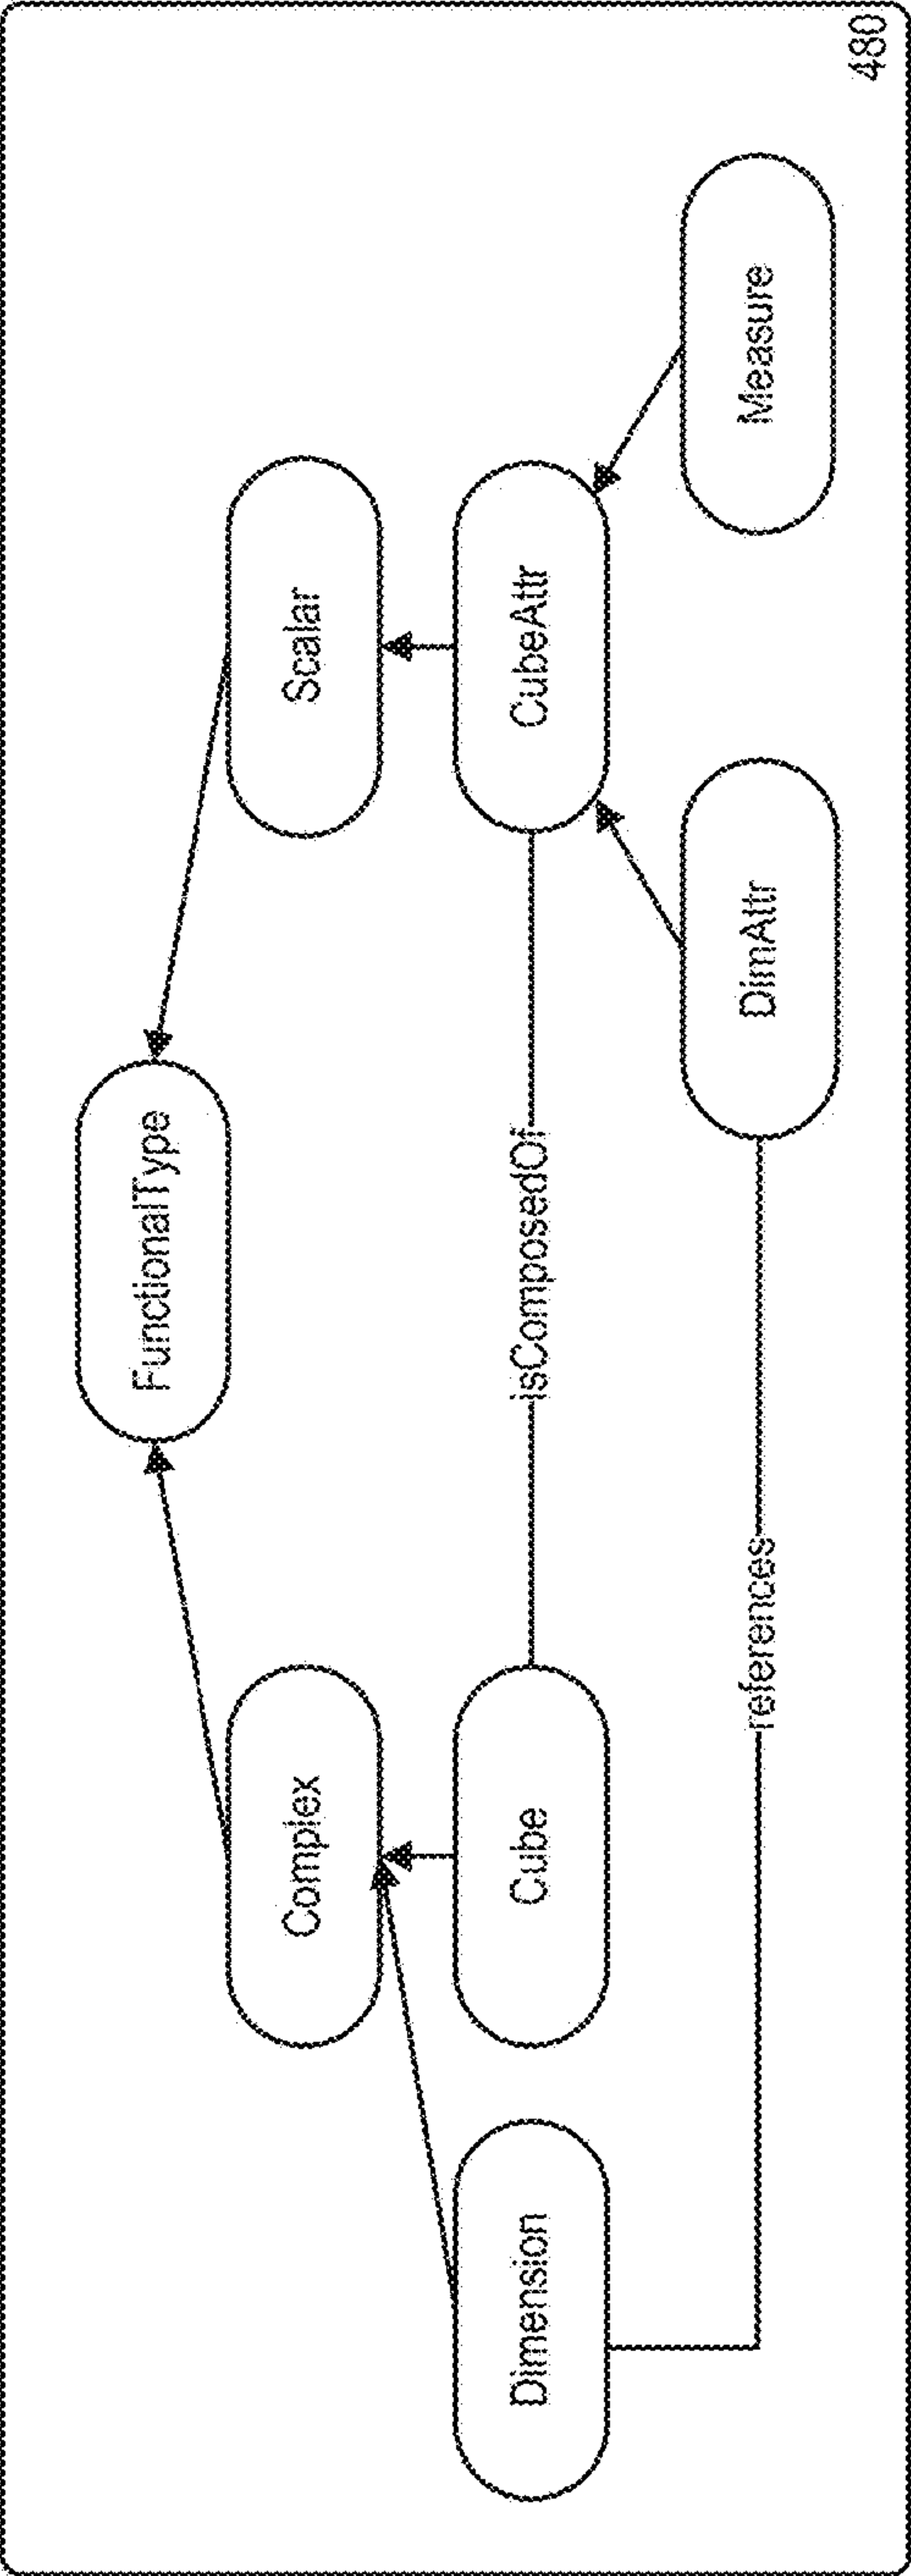 FunctionalType
Complex
Scalar
Dimension
Cube
isComposedOf
CubeAttr
references
DimAttr
Measure
480